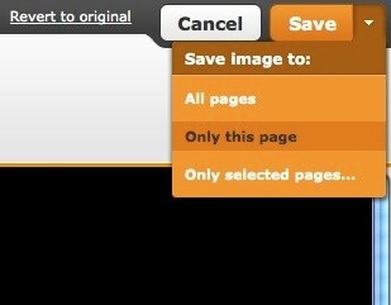 Revert to original
Cancel
Save
Save image to:
All pages
Only this page
Only selected pages...